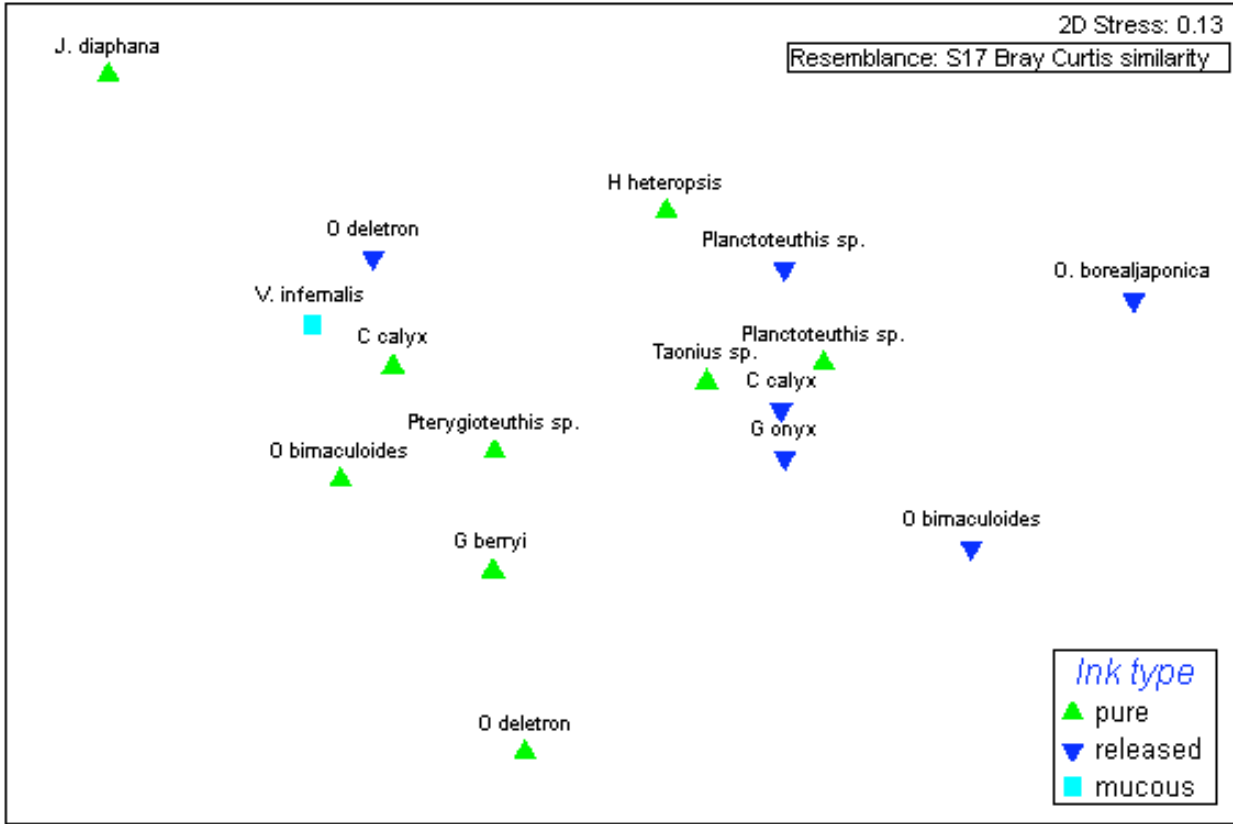 2D Stress: 0.13
Resemblance: S17 Bray Curtis similarity
J. diaphana
H heteropsis
O deletron
Planctoteuthis sp.
O. borealjaponica
V. infernalis
C calyx
Planctoteuthis sp.
Taonius sp.
C calyx
Pterygioteuthis sp.
G onyx
O bimaculoides
O bimaculoides
G berryi
O deletron
Ink type
pure
released
mucous